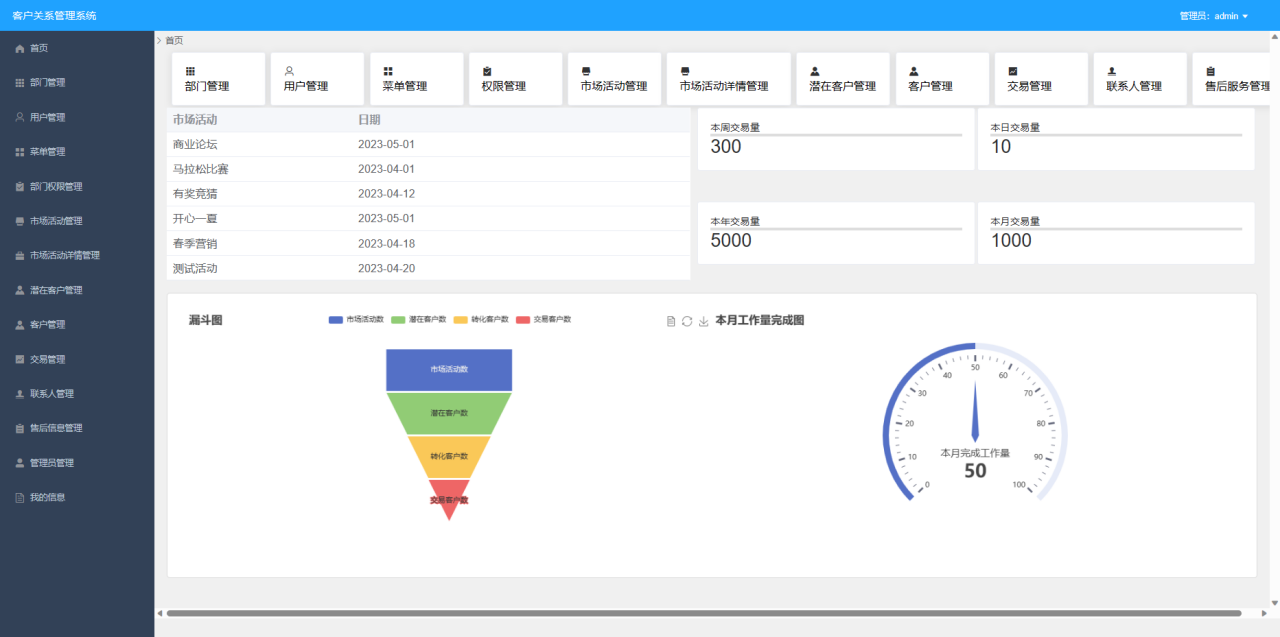 客户关系管理系统
管理员：admin
首页
部门管理
用户管理
菜单管理
部门权限管理
市场活动管理
市场活动详情管理
潜在客户管理
客户管理
交易管理
联系人管理
售后信息管理
管理员管理
我的信息
> 首页
部门管理 用户管理 菜单管理 权限管理 市场活动管理 市场活动详情管理 潜在客户管理 客户管理 交易管理 联系人管理 售后服务管理
市场活动 日期
商业论坛 2023-05-01
马拉松比赛 2023-04-01
有奖竞猜 2023-04-12
开心一夏 2023-05-01
春季营销 2023-04-18
测试活动 2023-04-20
本周交易量
300
本日交易量
10
本年交易量
5000
本月交易量
1000
漏斗图
市场活动数 潜在客户数 转化客户数 交易客户数
市场活动数
潜在客户数
转化客户数
交易客户数
本月工作量完成图
0
10
20
30
40
50
60
70
80
90
100
本月完成工作量
50